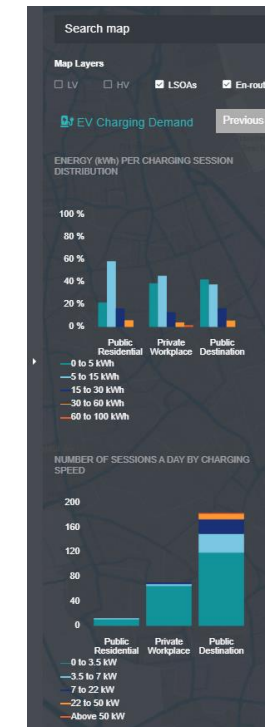 Search map
Map Layers
LV HV LSOAs En-rout
EV Charging Demand Previous
ENERGY (kWh) PER CHARGING SESSION
DISTRIBUTION
100 %
80 %
60 %
40 %
20 %
0 %
Public Private Public
Residential Workplace Destination
0 to 5 kWh
5 to 15 kWh
15 to 30 kWh
30 to 60 kWh
60 to 100 kWh
NUMBER OF SESSIONS A DAY BY CHARGING
SPEED
200
160
120
80
40
0
Public Private Public
Residential Workplace Destination
0 to 3.5 kW
3.5 to 7 kW
7 to 22 kW
22 to 50 kW
Above 50 kW